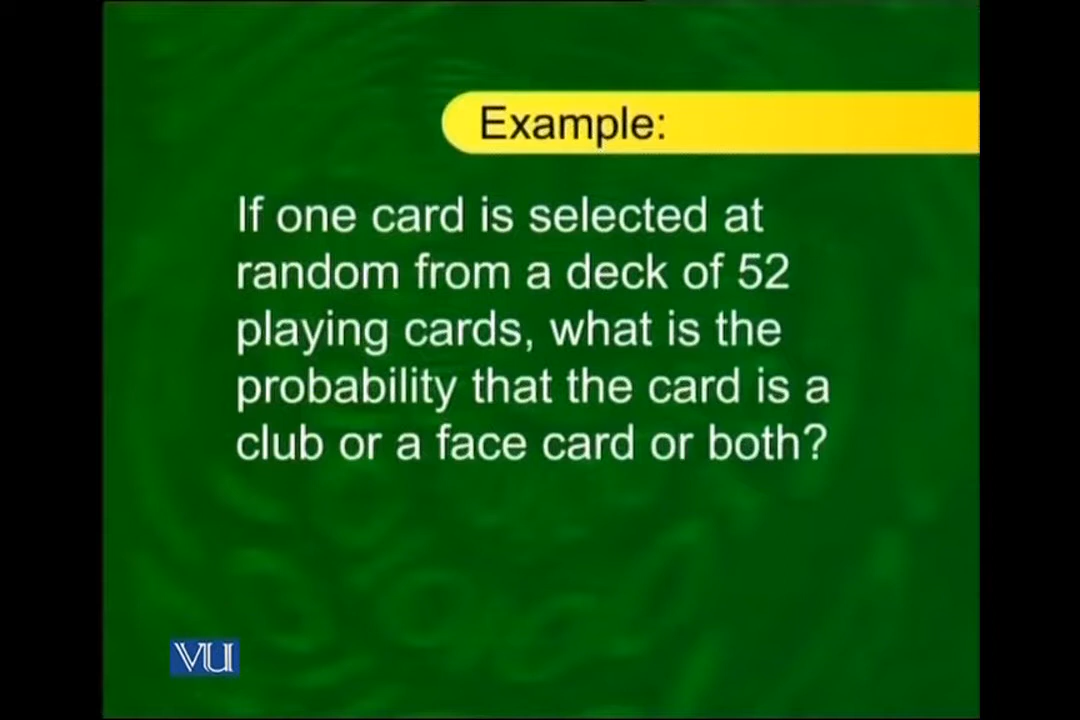 Example:
If one card is selected at
random from a deck of 52
playing cards, what is the
probability that the card is a
club or a face card or both?
VU